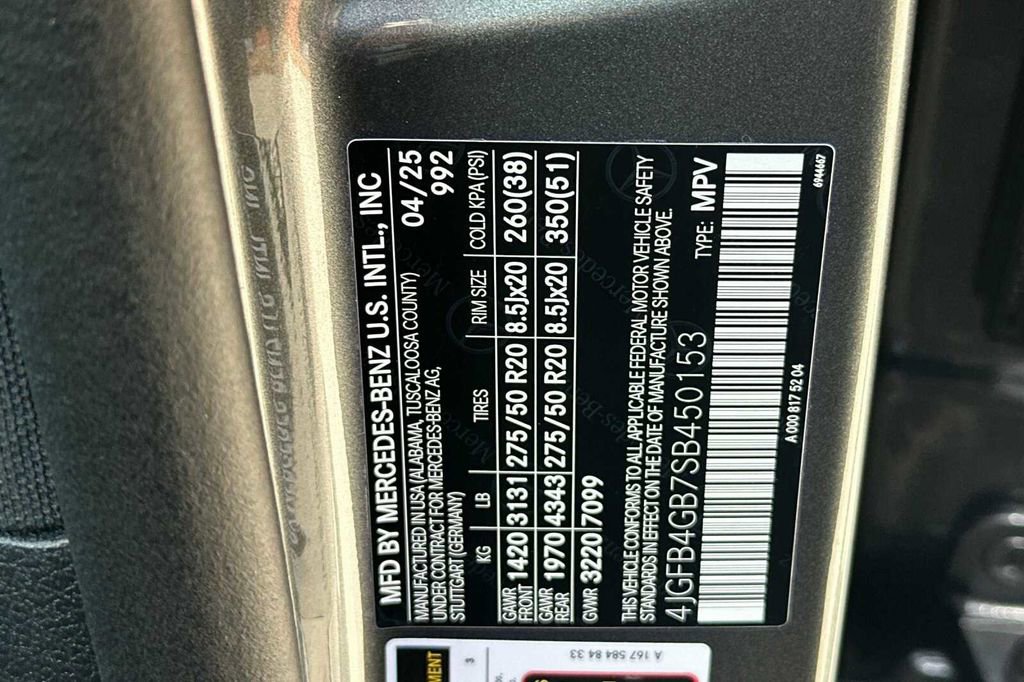 MFD BY MERCEDES-BENZ U.S. INTL., INC
MANUFACTURED IN USA (ALABAMA, TUSCALOOSA COUNTY) 04/25
UNDER CONTRACT FOR MERCEDES-BENZ AG, 992
STUTTGART (GERMANY)
KG LB TIRES RIM SIZE COLD KPA (PSI)
GAWR FRONT 1420 3131 275/50 R20 8.5Jx20 260(38)
GAWR REAR 1970 4343 275/50 R20 8.5Jx20 350(51)
GVWR 3220 7099
THIS VEHICLE CONFORMS TO ALL APPLICABLE FEDERAL MOTOR VEHICLE SAFETY
STANDARDS IN EFFECT ON THE DATE OF MANUFACTURE SHOWN ABOVE.
4JGFB4GB7SB450153 TYPE: MPV
A 000 817 52 04 6944667
A 167 584 84 33
3